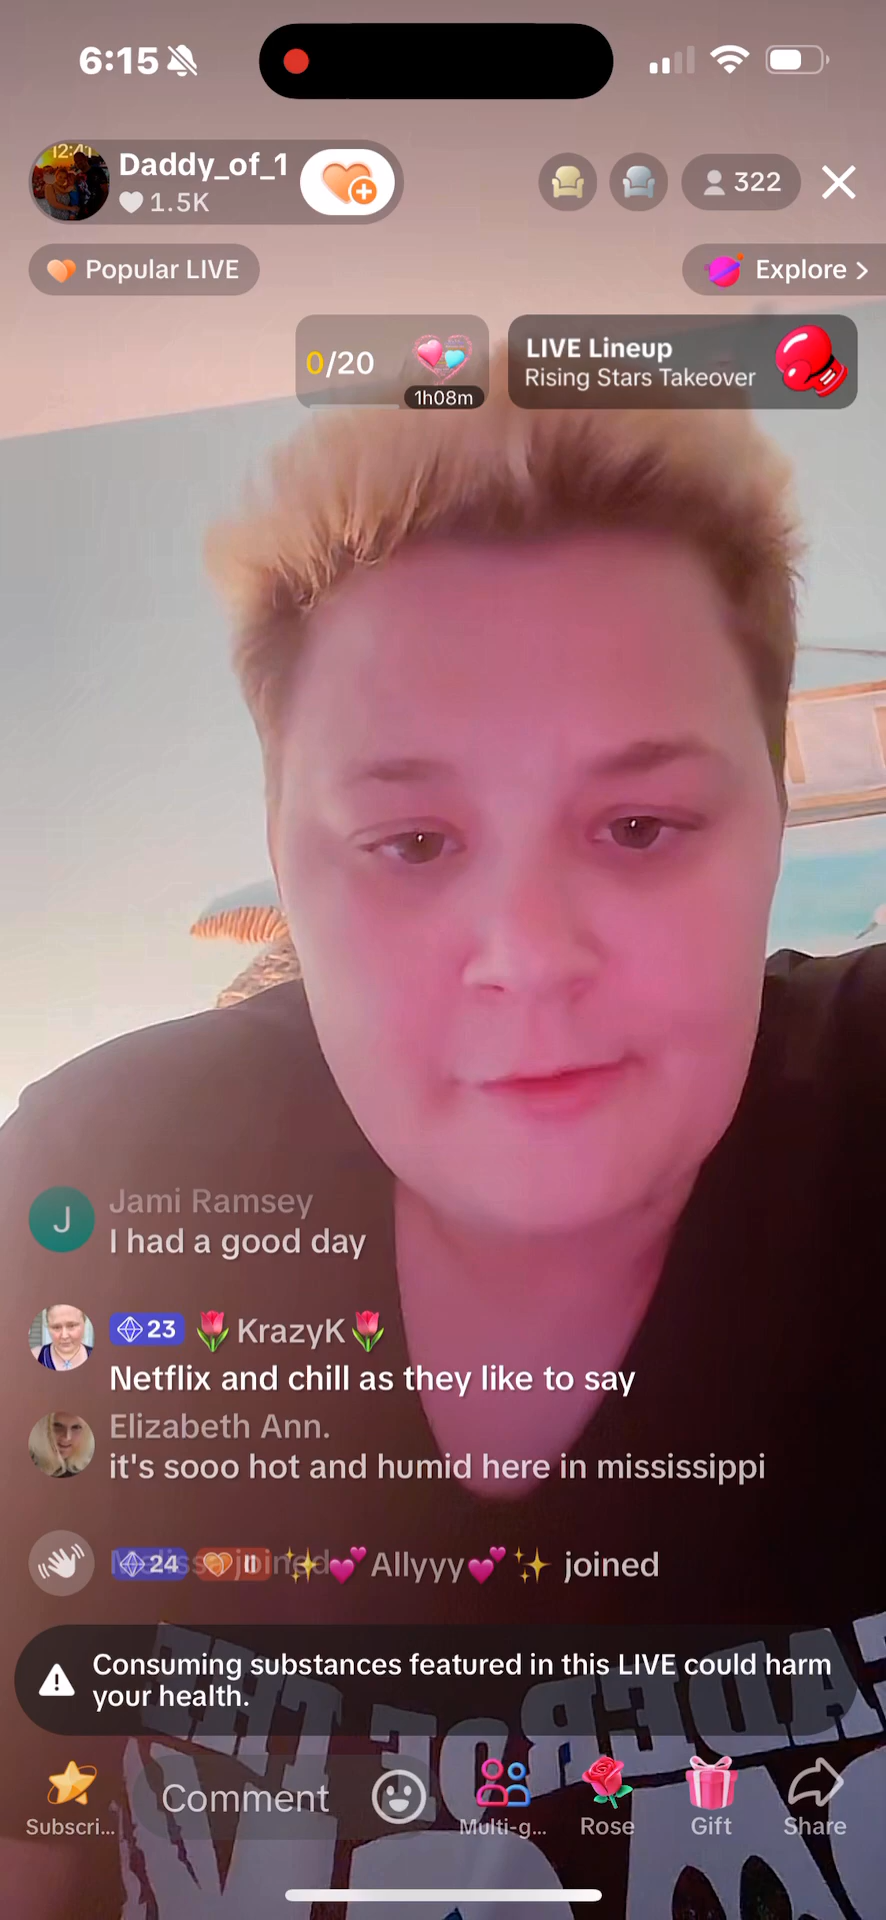 6:15
12:41
Daddy_of_1
1.5K
322
Popular LIVE
Explore >
0/20
1h08m
LIVE Lineup
Rising Stars Takeover
J
Jami Ramsey
I had a good day
23 🌷KrazyK🌷
Netflix and chill as they like to say
Elizabeth Ann.
it's sooo hot and humid here in mississippi
24 II ✨💕Allyyy💕✨ joined
Consuming substances featured in this LIVE could harm
your health.
Subscri...
Comment
Multi-g...
Rose
Gift
Share